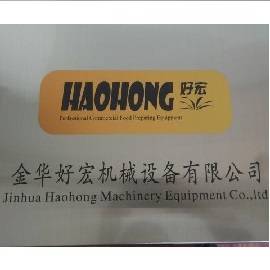 HAOHONG 好宏
Professional Commercial Food Preparing Equipment
金华好宏机械设备有限公司
Jinhua Haohong Machinery Equipment Co.,ltd